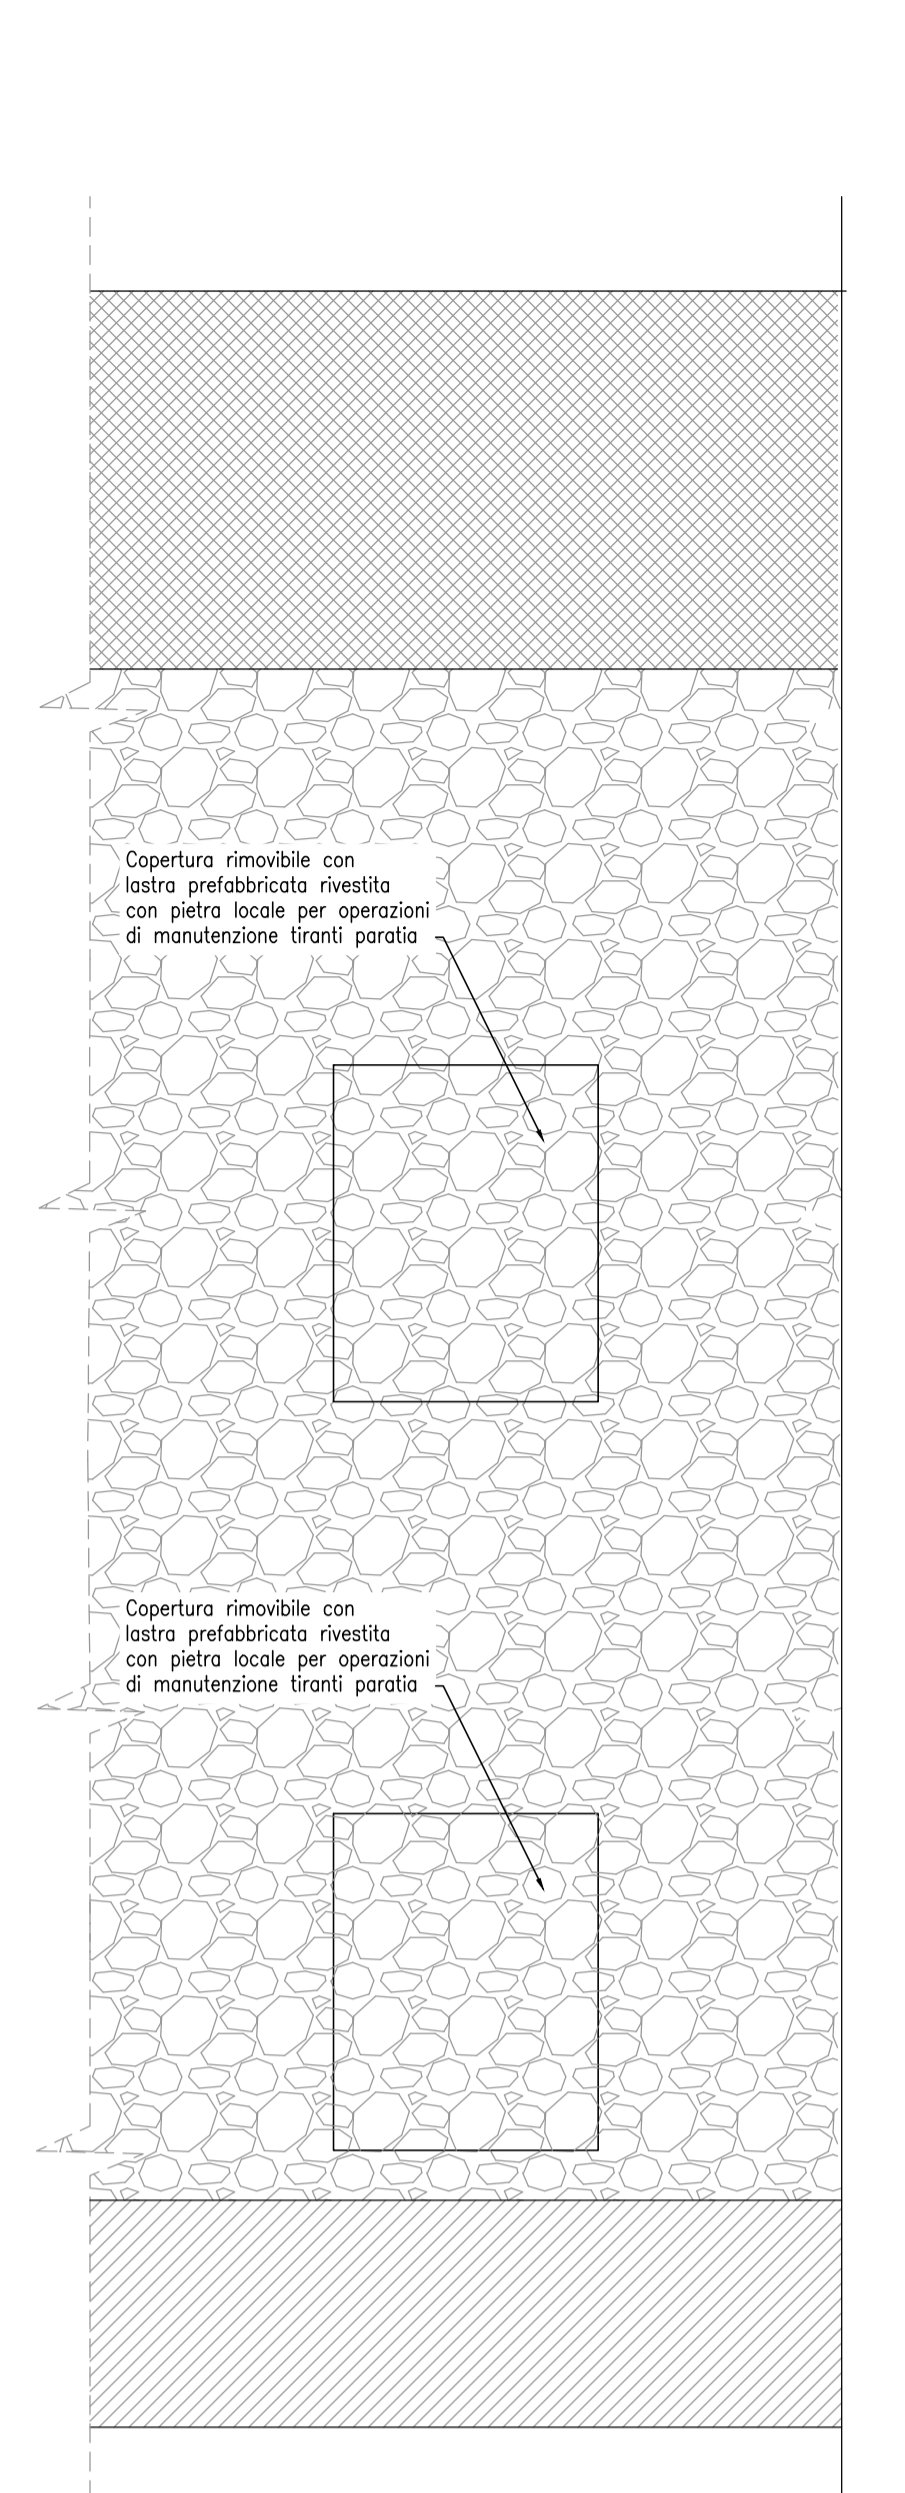 Copertura rimovibile con
lastra prefabbricata rivestita
con pietra locale per operazioni
di manutenzione tiranti paratia
Copertura rimovibile con
lastra prefabbricata rivestita
con pietra locale per operazioni
di manutenzione tiranti paratia